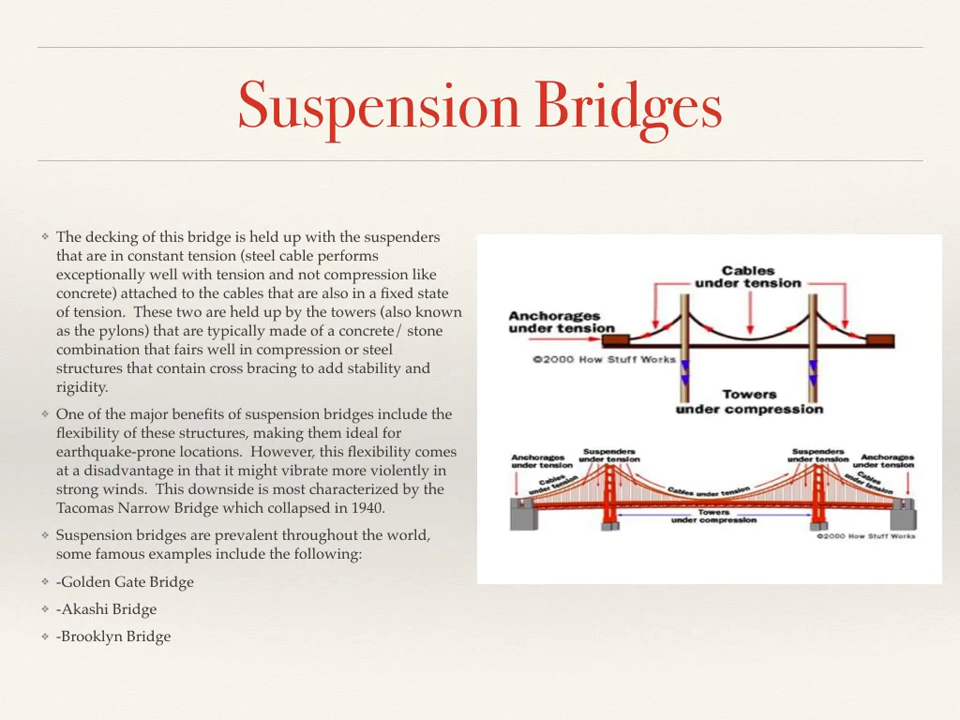 Suspension Bridges
❖ The decking of this bridge is held up with the suspenders
that are in constant tension (steel cable performs
exceptionally well with tension and not compression like
concrete) attached to the cables that are also in a fixed state
of tension.  These two are held up by the towers (also known
as the pylons) that are typically made of a concrete/ stone
combination that fairs well in compression or steel
structures that contain cross bracing to add stability and
rigidity.
❖ One of the major benefits of suspension bridges include the
flexibility of these structures, making them ideal for
earthquake-prone locations.  However, this flexibility comes
at a disadvantage in that it might vibrate more violently in
strong winds.  This downside is most characterized by the
Tacomas Narrow Bridge which collapsed in 1940.
❖ Suspension bridges are prevalent throughout the world,
some famous examples include the following:
❖ -Golden Gate Bridge
❖ -Akashi Bridge
❖ -Brooklyn Bridge
Cables
under tension
Anchorages
under tension
©2000 How Stuff Works
Towers
under compression
Anchorages
under tension
Suspenders
under tension
Suspenders
under tension
Anchorages
under tension
Cables
under tension
Cables under tension
Cables
under tension
Towers
under compression
©2000 How Stuff Works